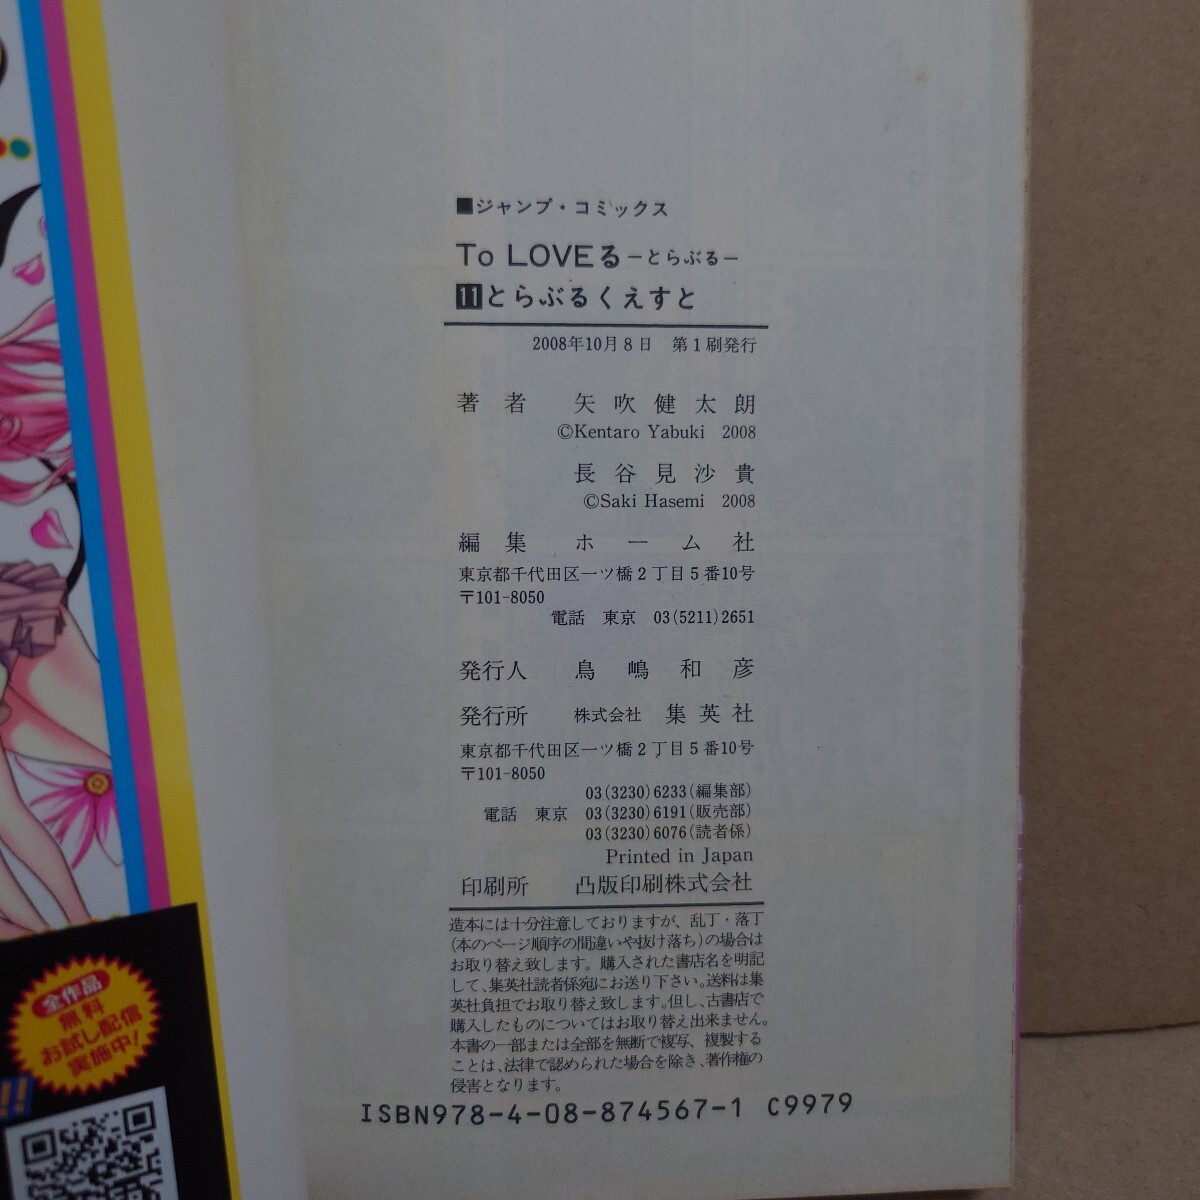 ■ジャンプ・コミックス
To LOVEる－とらぶる－
11とらぶるくえすと
2008年10月8日 第1刷発行
著者 矢吹健太朗
©Kentaro Yabuki 2008
長谷見沙貴
©Saki Hasemi 2008
編集 ホーム社
東京都千代田区一ツ橋2丁目5番10号
〒101-8050
電話 東京 03(5211)2651
発行人 鳥嶋和彦
発行所 株式会社 集英社
東京都千代田区一ツ橋2丁目5番10号
〒101-8050
03(3230)6233(編集部)
電話 東京 03(3230)6191(販売部)
03(3230)6076(読者係)
Printed in Japan
印刷所 凸版印刷株式会社
造本には十分注意しておりますが、乱丁・落丁
(本のページ順序の間違いや抜け落ち)の場合は
お取り替え致します。購入された書店名を明記
して、集英社読者係宛にお送り下さい。送料は集
英社負担でお取り替え致します。但し、古書店で
購入したものについてはお取り替え出来ません。
本書の一部または全部を無断で複写、複製する
ことは、法律で認められた場合を除き、著作権の
侵害となります。
ISBN978-4-08-874567-1 C9979
全作品
無料
お試し配信
実施中!
!!